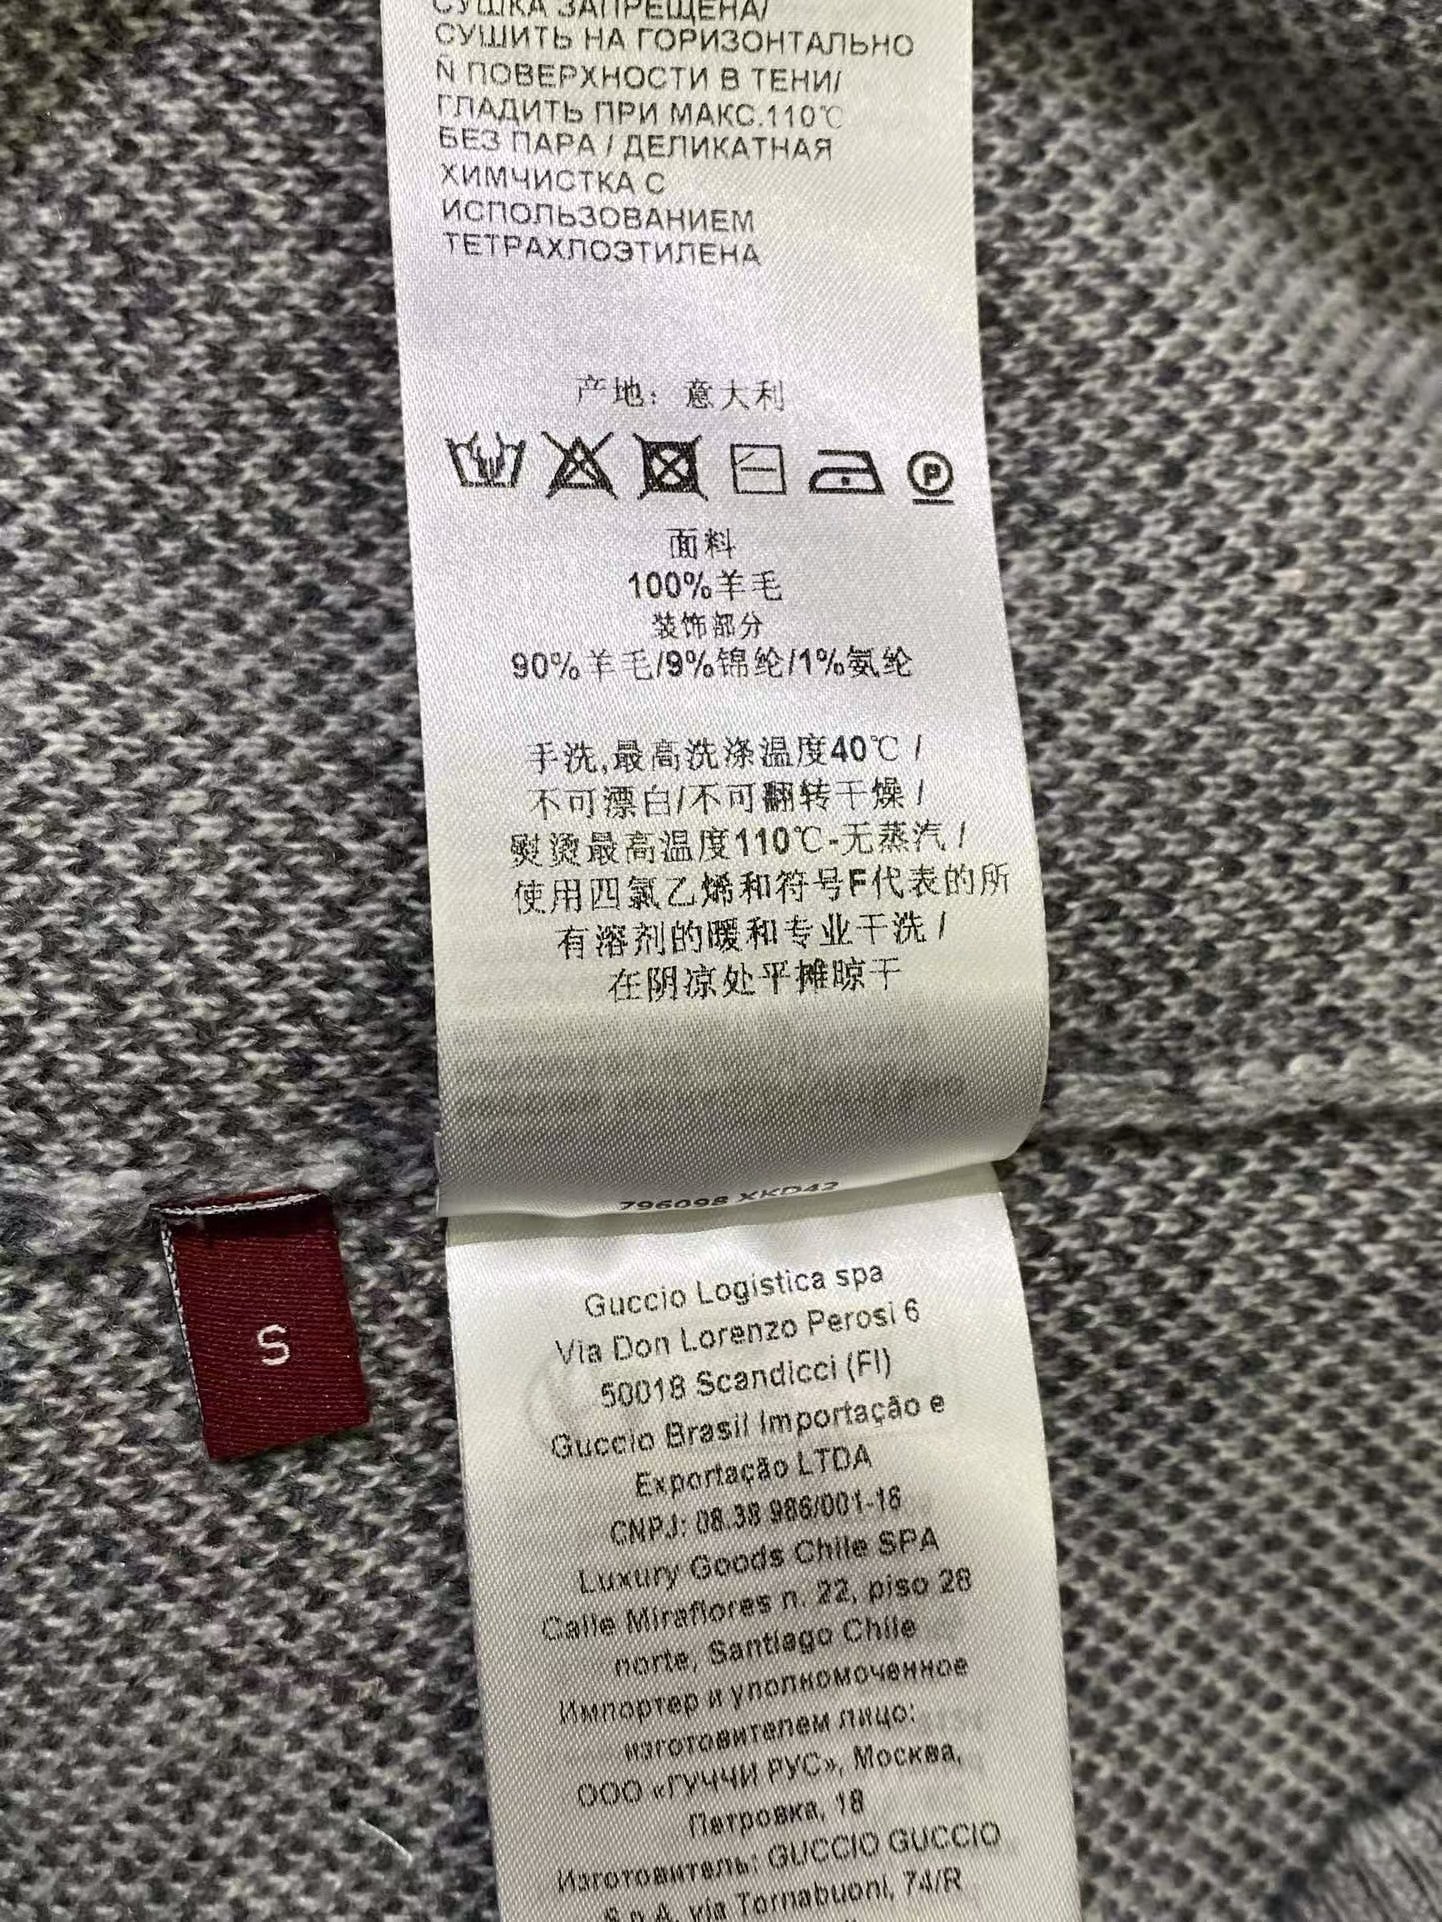 СУШКА ЗАПРЕЩЕНА/
СУШИТЬ НА ГОРИЗОНТАЛЬНО
Й ПОВЕРХНОСТИ В ТЕНИ/
ГЛАДИТЬ ПРИ МАКС.110℃
БЕЗ ПАРА / ДЕЛИКАТНАЯ
ХИМЧИСТКА С
ИСПОЛЬЗОВАНИЕМ
ТЕТРАХЛОЭТИЛЕНА
产地：意大利
P
面料
100%羊毛
装饰部分
90%羊毛/9%锦纶/1%氨纶
手洗,最高洗涤温度40℃ /
不可漂白/不可翻转干燥 /
熨烫最高温度110℃-无蒸汽 /
使用四氯乙烯和符号F代表的所
有溶剂的暖和专业干洗 /
在阴凉处平摊晾干
796098 XKD43
S
Guccio Logistica spa
Via Don Lorenzo Perosi 6
50018 Scandicci (FI)
Guccio Brasil Importação e
Exportação LTDA
CNPJ: 08.38 986/001-18
Luxury Goods Chile SPA
Calle Miraflores n. 22, piso 28
norte, Santiago Chile
Импортер и уполномоченное
изготовителем лицо:
ООО «ГУЧЧИ РУС», Москва,
Петровка, 18
Изготовитель: GUCCIO GUCCIO
S.p.A. via Tornabuoni, 74/R